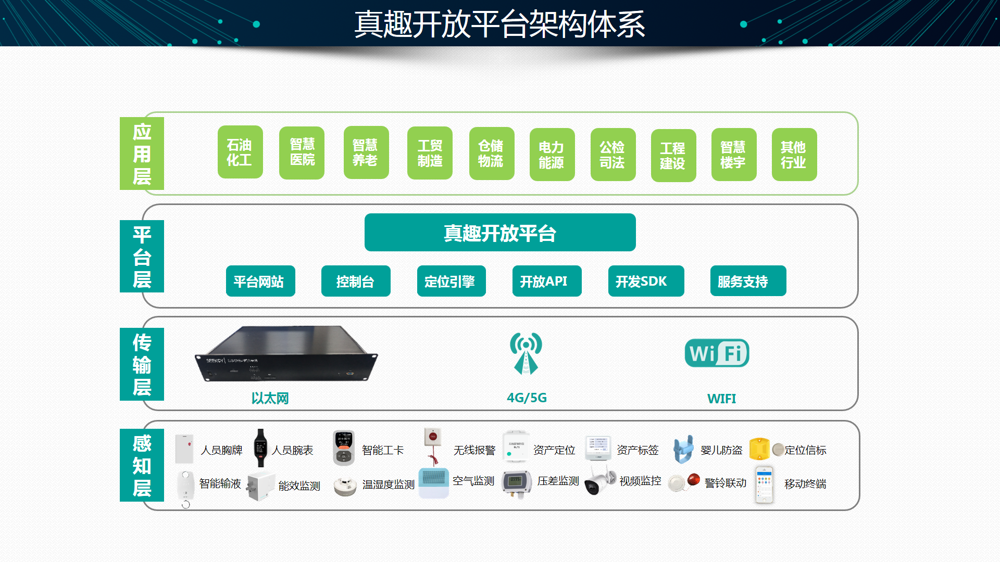 真趣开放平台架构体系
应用层
石油
化工
智慧
医院
智慧
养老
工贸
制造
仓储
物流
电力
能源
公检
司法
工程
建设
智慧
楼宇
其他
行业
平台层
真趣开放平台
平台网站
控制台
定位引擎
开放API
开发SDK
服务支持
传输层
SEEKOY
WiFi
以太网
4G/5G
WIFI
感知层
人员胸牌
人员腕表
智能工卡
无线报警
资产定位
资产标签
婴儿防盗
定位信标
智能输液
能效监测
温湿度监测
空气监测
压差监测
视频监控
警铃联动
移动终端